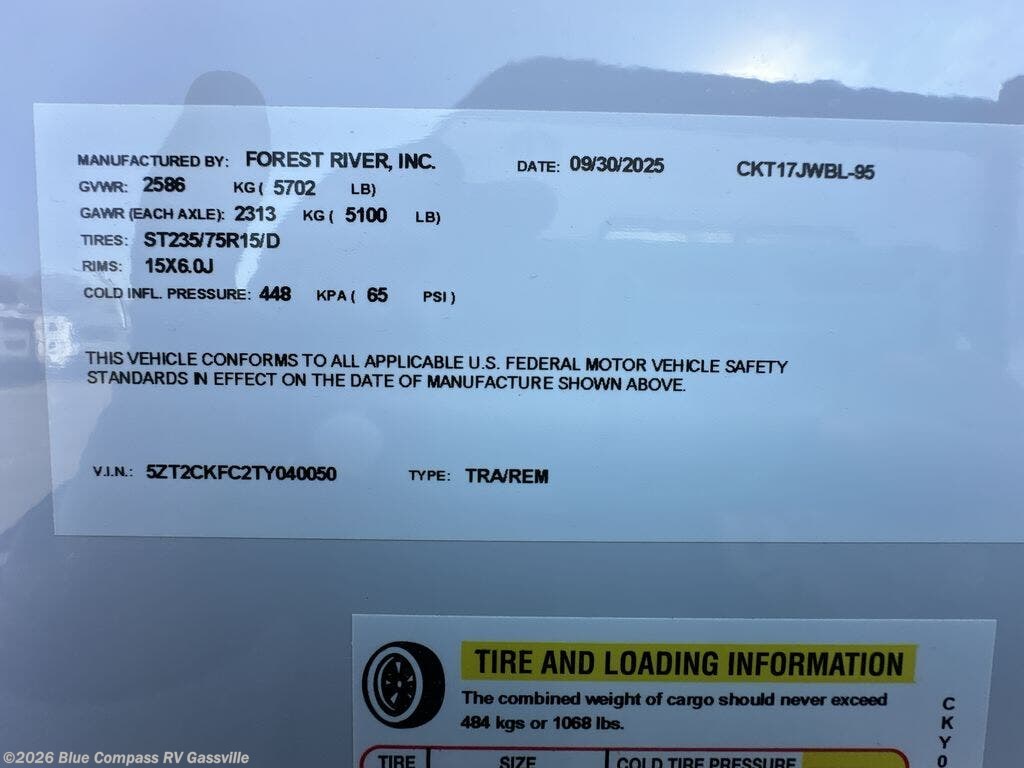 MANUFACTURED BY: FOREST RIVER, INC. DATE: 09/30/2025 CKT17JWBL-95
GVWR: 2586 KG ( 5702 LB)
GAWR (EACH AXLE): 2313 KG ( 5100 LB)
TIRES: ST235/75R15/D
RIMS: 15X6.0J
COLD INFL. PRESSURE: 448 KPA ( 65 PSI )
THIS VEHICLE CONFORMS TO ALL APPLICABLE U.S. FEDERAL MOTOR VEHICLE SAFETY
STANDARDS IN EFFECT ON THE DATE OF MANUFACTURE SHOWN ABOVE.
V.I.N.: 5ZT2CKFC2TY040050 TYPE: TRA/REM
TIRE AND LOADING INFORMATION
The combined weight of cargo should never exceed
484 kgs or 1068 lbs.
TIRE SIZE COLD TIRE PRESSURE
CKY0
©2026 Blue Compass RV Gassville